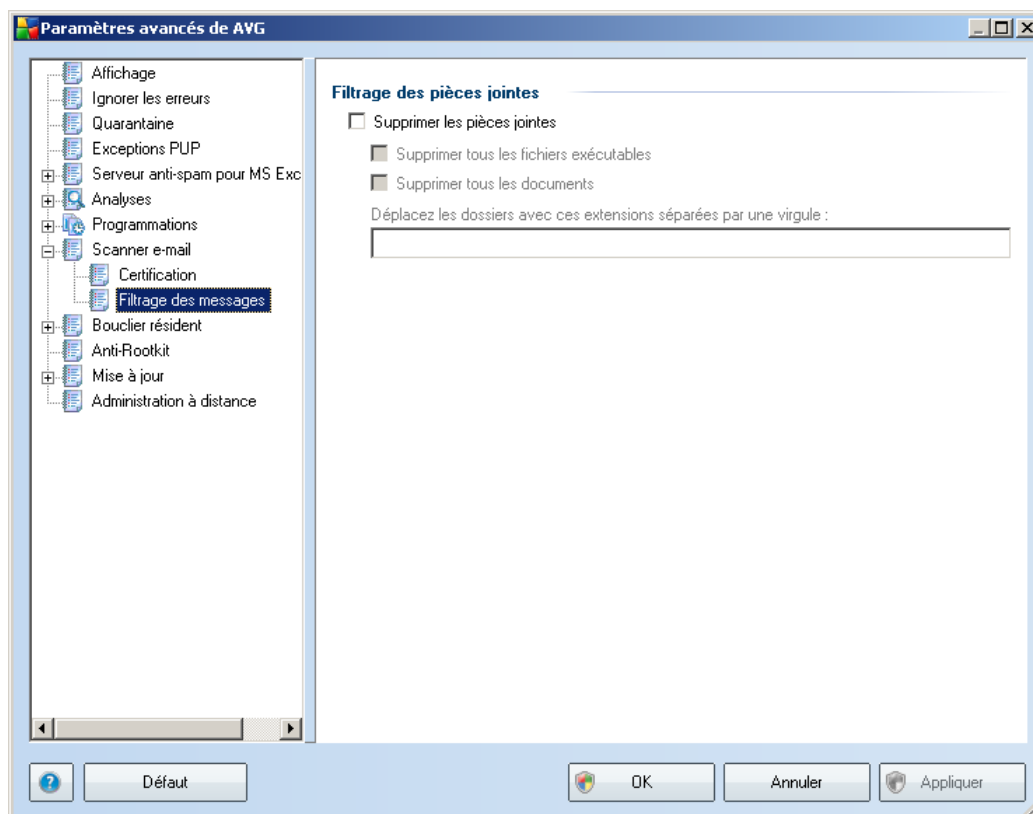 Paramètres avancés de AVG
Affichage
Ignorer les erreurs
Quarantaine
Exceptions PUP
Serveur anti-spam pour MS Exc
Analyses
Programmations
Scanner e-mail
Certification
Filtrage des messages
Bouclier résident
Anti-Rootkit
Mise à jour
Administration à distance
Filtrage des pièces jointes
Supprimer les pièces jointes
Supprimer tous les fichiers exécutables
Supprimer tous les documents
Déplacez les dossiers avec ces extensions séparées par une virgule :
?
Défaut
OK
Annuler
Appliquer